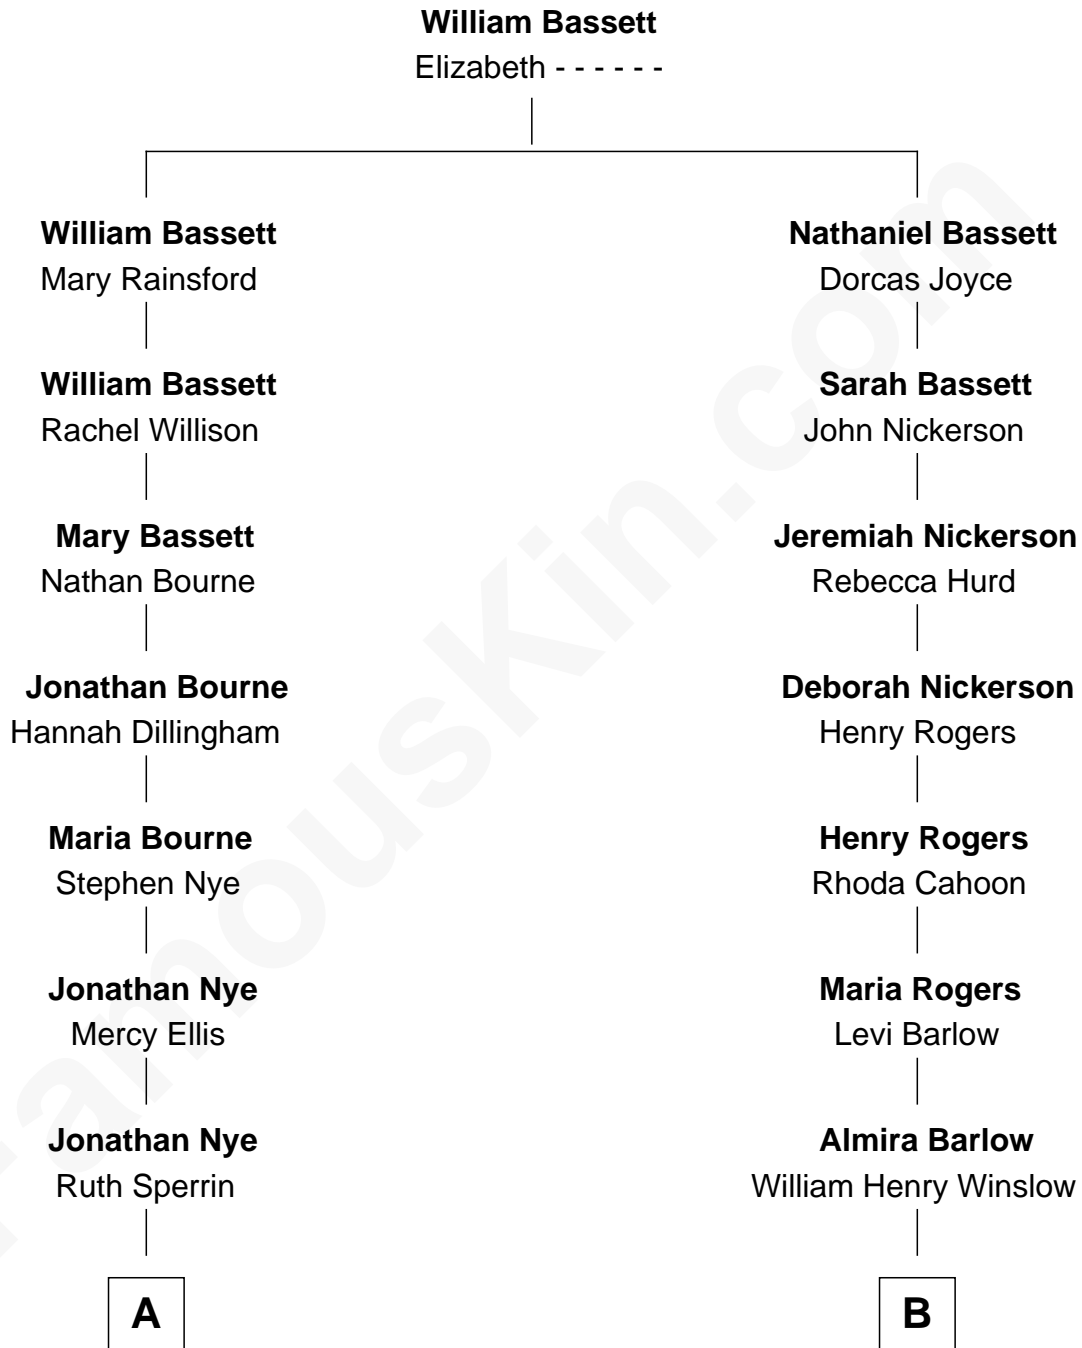 William Bassett
Elizabeth - - - - - -
William Bassett
Mary Rainsford
Nathaniel Bassett
Dorcas Joyce
William Bassett
Rachel Willison
Sarah Bassett
John Nickerson
Mary Bassett
Nathan Bourne
Jeremiah Nickerson
Rebecca Hurd
Jonathan Bourne
Hannah Dillingham
Deborah Nickerson
Henry Rogers
Maria Bourne
Stephen Nye
Henry Rogers
Rhoda Cahoon
Jonathan Nye
Mercy Ellis
Maria Rogers
Levi Barlow
Jonathan Nye
Ruth Sperrin
Almira Barlow
William Henry Winslow
A
B
FamousKin.com